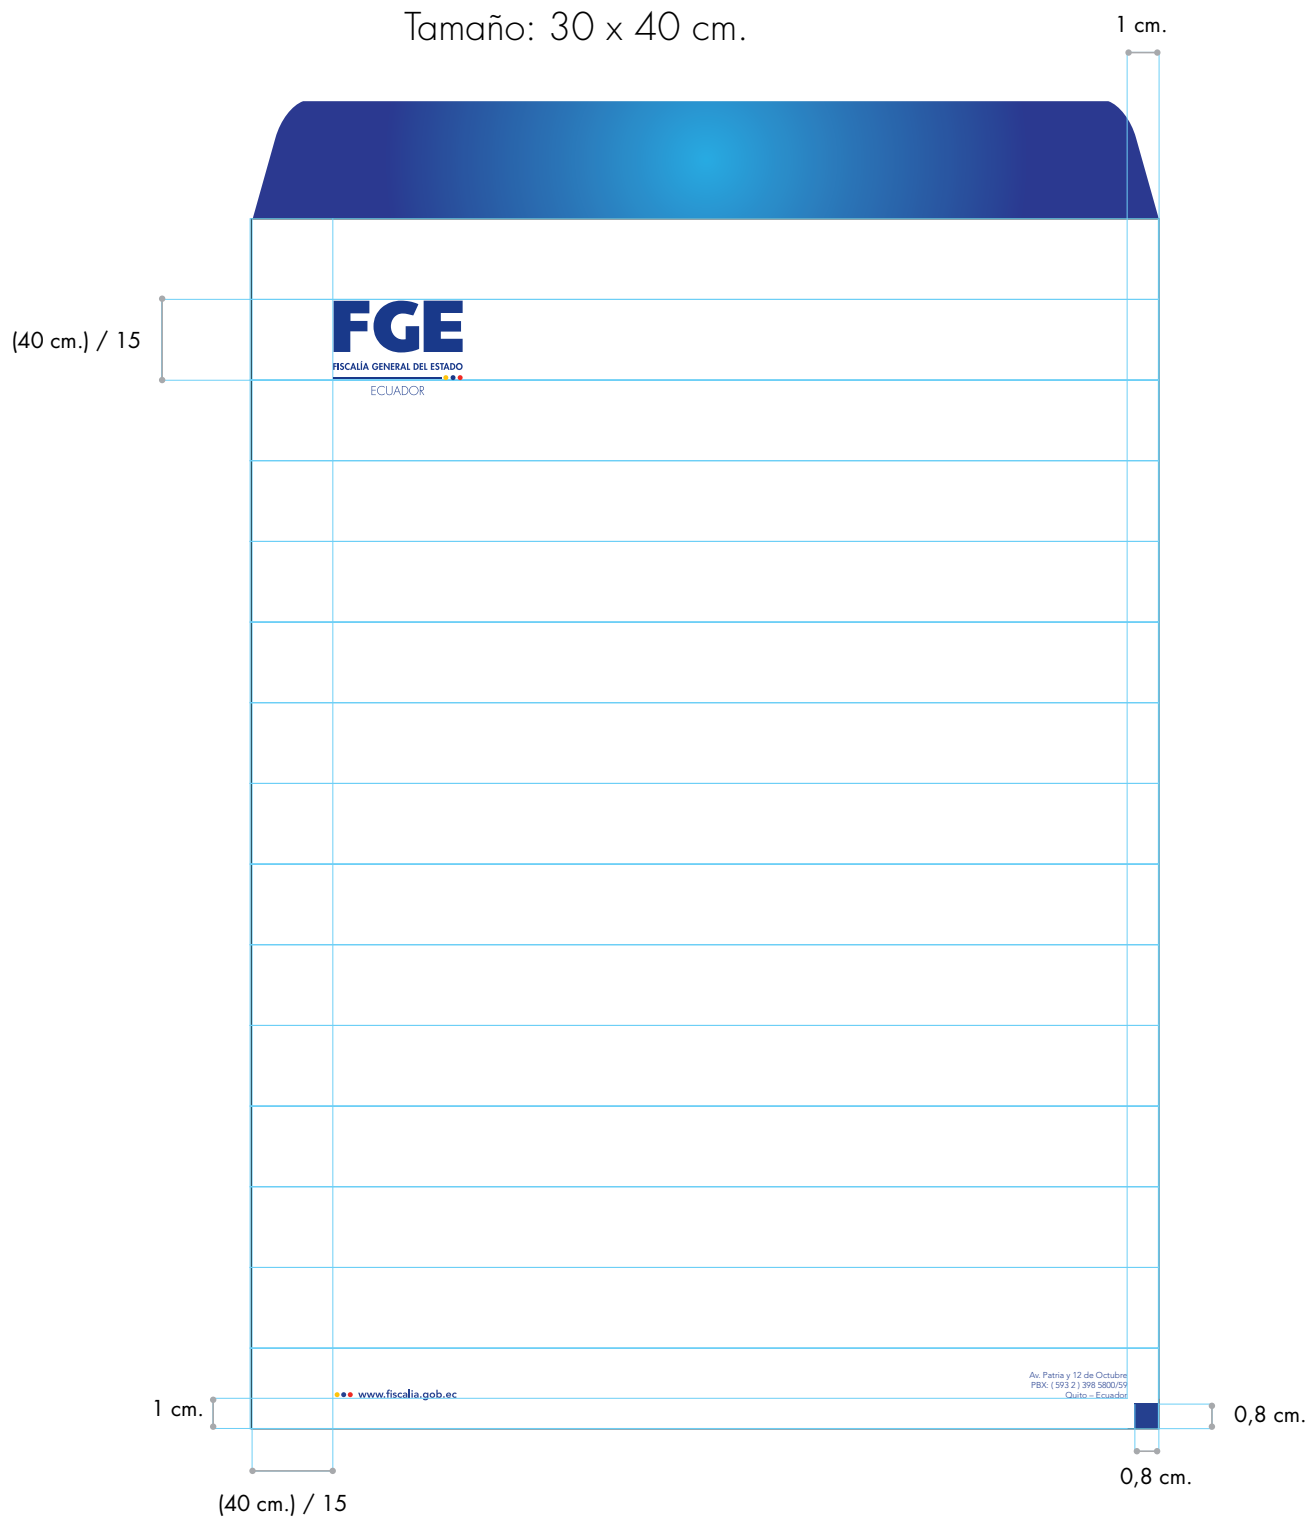 Tamaño: 30 x 40 cm.
1 cm.
(40 cm.) / 15
FGE
FISCALÍA GENERAL DEL ESTADO
ECUADOR
Av. Patria y 12 de Octubre
PBX: ( 593 2 ) 398 5800/59
Quito – Ecuador
www.fiscalia.gob.ec
1 cm.
0,8 cm.
0,8 cm.
(40 cm.) / 15